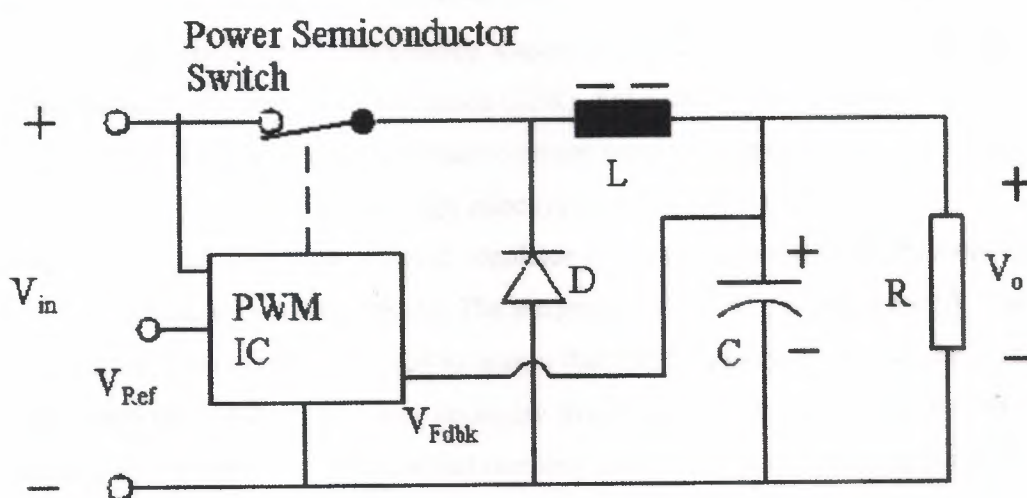 Power Semiconductor
Switch
+
L
+
+
V_in
PWM
IC
D
C
−
R
V_o
−
V_Ref
V_Fdbk
−